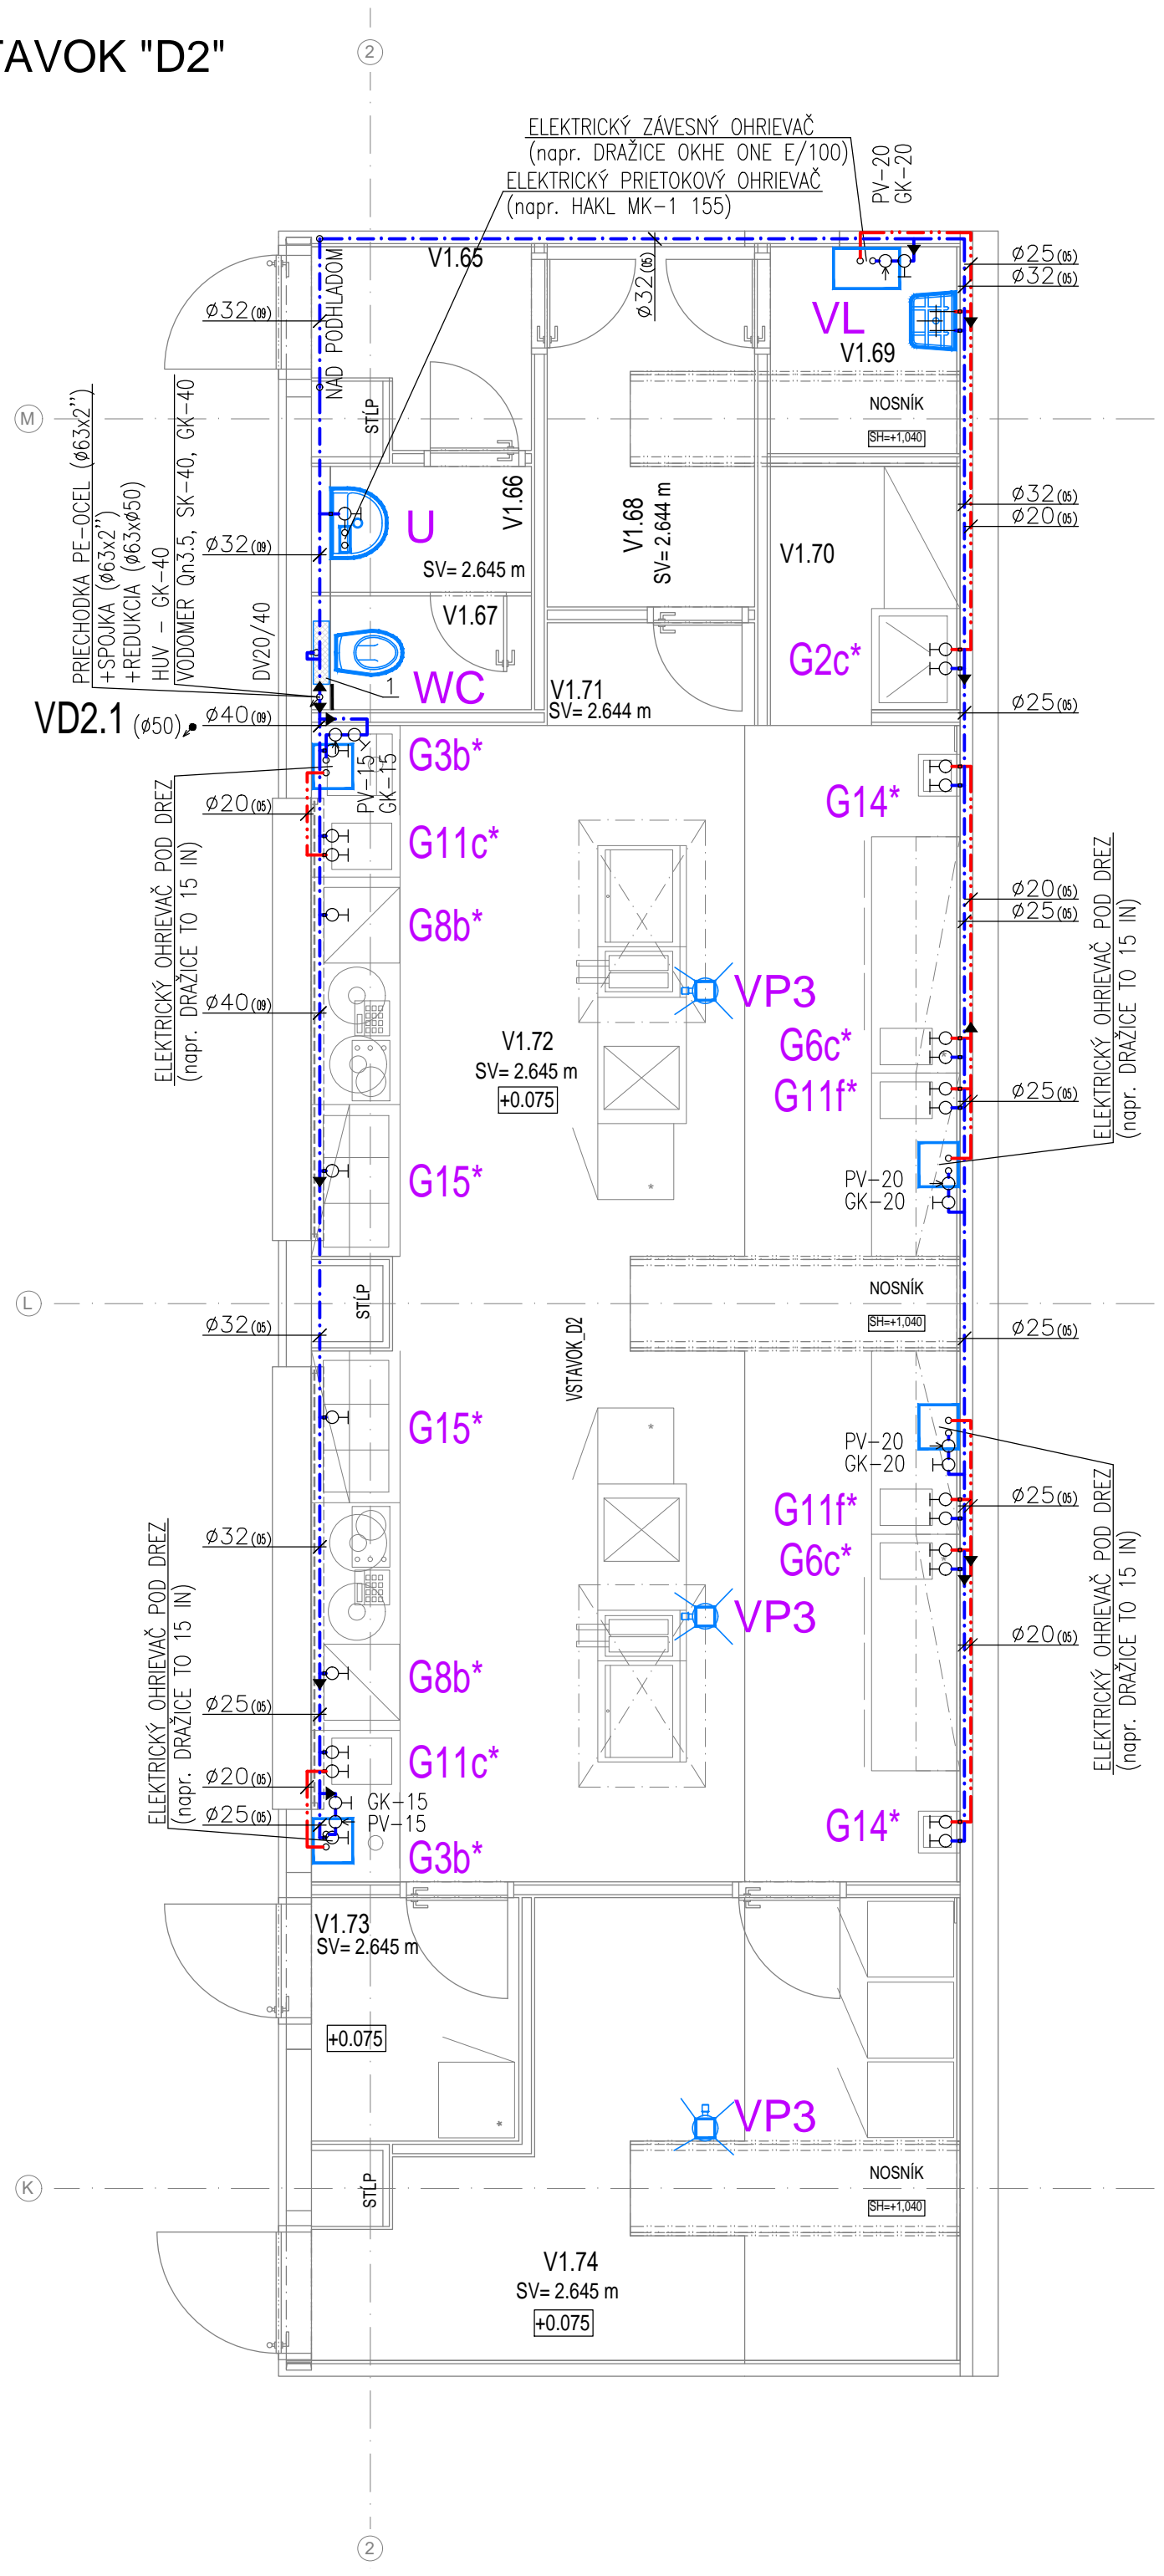 TAVOK "D2"
2
ELEKTRICKÝ ZÁVESNÝ OHRIEVAČ
(napr. DRAŽICE OKHE ONE E/100)
ELEKTRICKÝ PRIETOKOVÝ OHRIEVAČ
(napr. HAKL MK-1 155)
PV-20
GK-20
V1.65
NAD PODHLADOM
ø32(05)
ø25(05)
ø32(05)
ø32(09)
VL
V1.69
NOSNÍK
SH=+1,040
M
STĹP
PRIECHODKA PE-OCEL (ø63x2")
+SPOJKA (ø63x2")
+REDUKCIA (ø63xø50)
HUV - GK-40
VODOMER Qn3.5, SK-40, GK-40
DV20/40
ø32(09)
U
V1.66
SV= 2.645 m
V1.68
SV= 2.644 m
V1.70
ø32(05)
ø20(05)
V1.67
G2c*
1
WC
V1.71
SV= 2.644 m
ø25(05)
VD2.1 (ø50)
ø40(09)
G3b*
PV-15
GK-15
G14*
ø20(05)
G11c*
ELEKTRICKÝ OHRIEVAČ POD DREZ
(napr. DRAŽICE TO 15 IN)
G8b*
ø20(05)
ø25(05)
ELEKTRICKÝ OHRIEVAČ POD DREZ
(napr. DRAŽICE TO 15 IN)
ø40(09)
VP3
V1.72
SV= 2.645 m
+0.075
G6c*
G11f*
ø25(05)
G15*
PV-20
GK-20
*
L
STĹP
NOSNÍK
SH=+1,040
ø32(05)
ø25(05)
VSTAVOK_D2
G15*
*
PV-20
GK-20
G11f*
ø25(05)
G6c*
ELEKTRICKÝ OHRIEVAČ POD DREZ
(napr. DRAŽICE TO 15 IN)
ø32(05)
ELEKTRICKÝ OHRIEVAČ POD DREZ
(napr. DRAŽICE TO 15 IN)
VP3
ø20(05)
G8b*
ø25(05)
G11c*
ø20(05)
GK-15
PV-15
ø25(05)
G3b*
G14*
V1.73
SV= 2.645 m
+0.075
*
VP3
K
STĹP
NOSNÍK
SH=+1,040
V1.74
SV= 2.645 m
+0.075
2